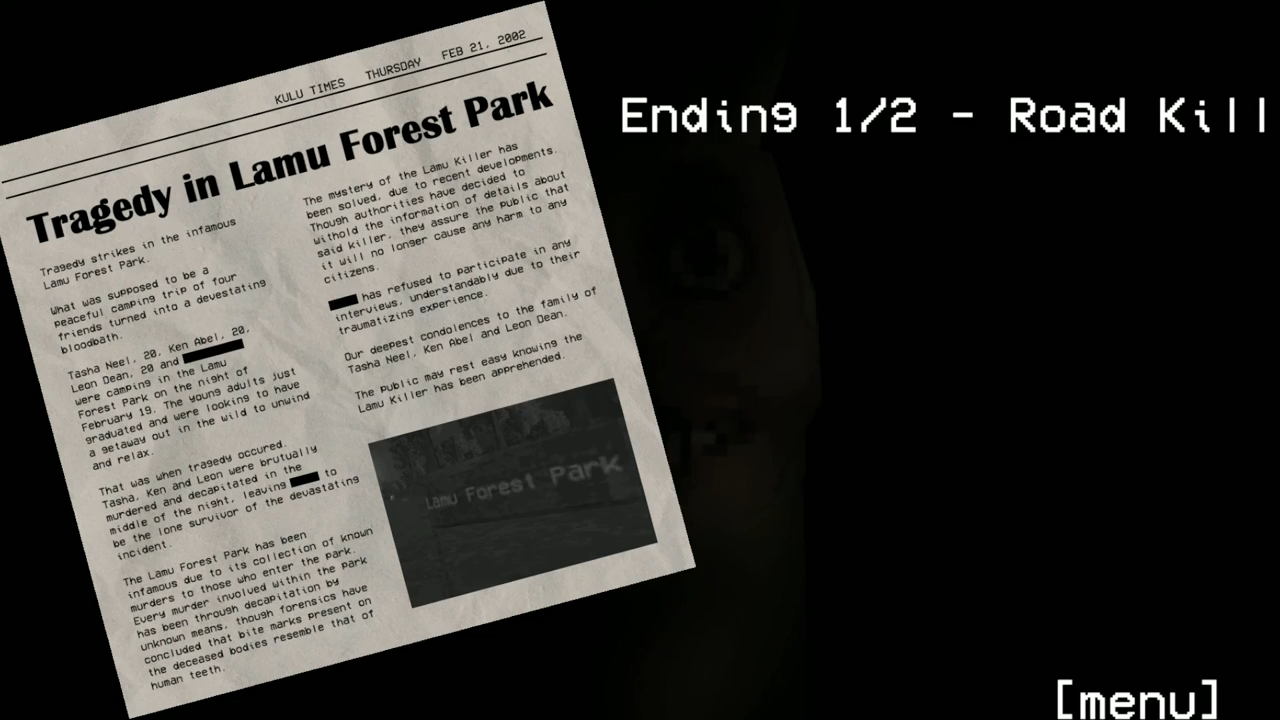 KULU TIMES THURSDAY FEB 21, 2002
Tragedy in Lamu Forest Park
Tragedy strikes in the infamous
Lamu Forest Park.
What was supposed to be a
peaceful camping trip of four
friends turned into a devastating
bloodbath.
Tasha Neel, 20, Ken Abel, 20,
Leon Dean, 20 and
were camping in the Lamu
Forest Park on the night of
February 19. The young adults just
graduated and were looking to have
a getaway out in the wild to unwind
and relax.
That was when tragedy occured.
Tasha, Ken and Leon were brutually
murdered and decapitated in the
middle of the night, leaving to
be the lone survivor of the devastating
incident.
The Lamu Forest Park has been
infamous due to its collection of known
murders to those who enter the park.
Every murder involved within the park
has been through decapitation by
unknown means, though forensics have
concluded that bite marks present on
the deceased bodies resemble that of
human teeth.
The mystery of the Lamu Killer has
been solved, due to recent developments.
Though authorities have decided to
withold the information of details about
said killer, they assure the public that
it will no longer cause any harm to any
citizens.
has refused to participate in any
interviews, understandably due to their
traumatizing experience.
Our deepest condolences to the family of
Tasha Neel, Ken Abel and Leon Dean.
The public may rest easy knowing the
Lamu Killer has been apprehended.
Lamu Forest Park
Ending 1/2 - Road Kill
[menu]